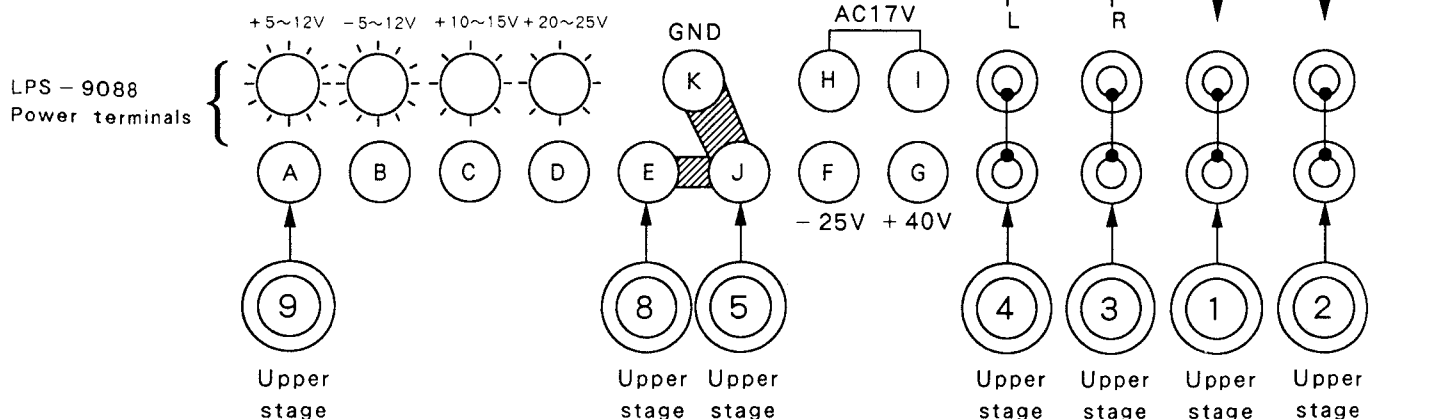 +5~12V −5~12V +10~15V +20~25V
GND
AC17V
L R
LPS−9088
Power terminals
K H I
A B C D E J F G
−25V +40V
9 8 5 4 3 1 2
Upper Upper Upper Upper Upper Upper Upper
stage stage stage stage stage stage stage